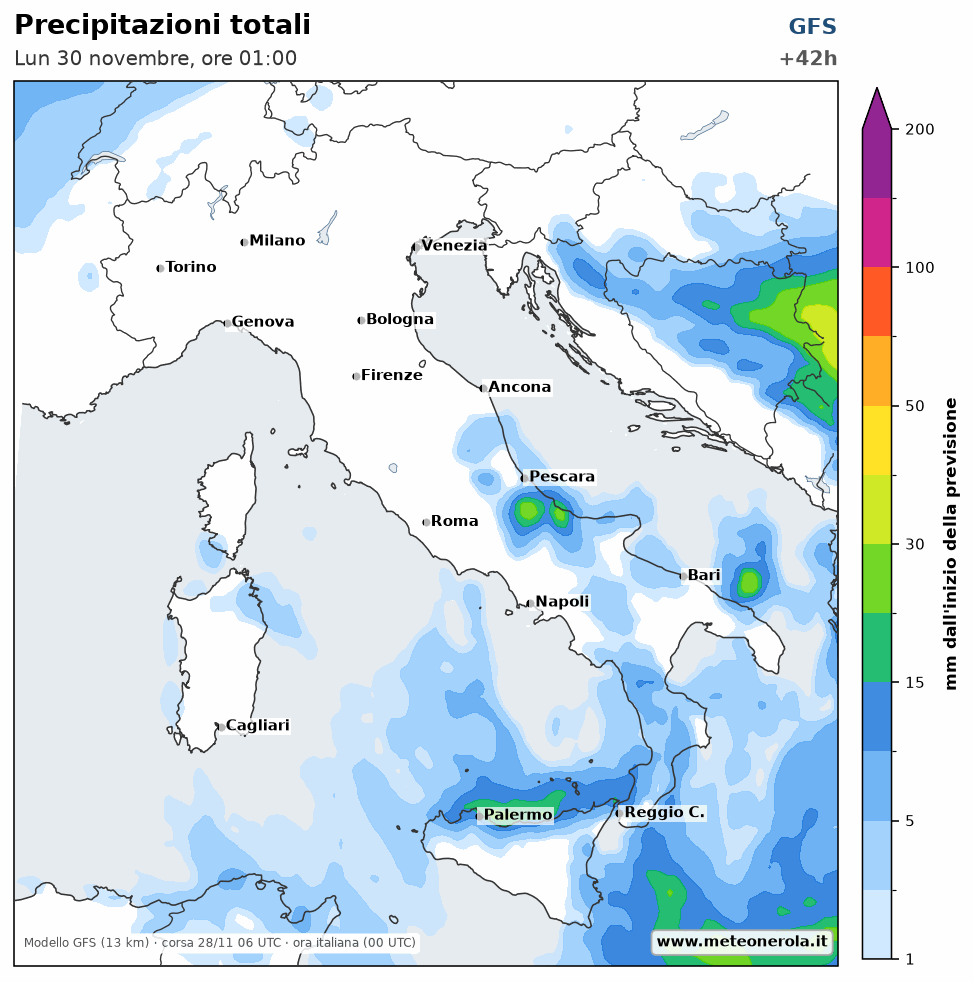 Precipitazioni totali
GFS
Lun 30 novembre, ore 01:00
+42h
200
100
50
30
15
5
1
mm dall'inizio della previsione
Milano
Venezia
Torino
Genova
Bologna
Firenze
Ancona
Pescara
Roma
Bari
Napoli
Cagliari
Palermo
Reggio C.
Modello GFS (13 km) · corsa 28/11 06 UTC · ora italiana (00 UTC)
www.meteonerola.it